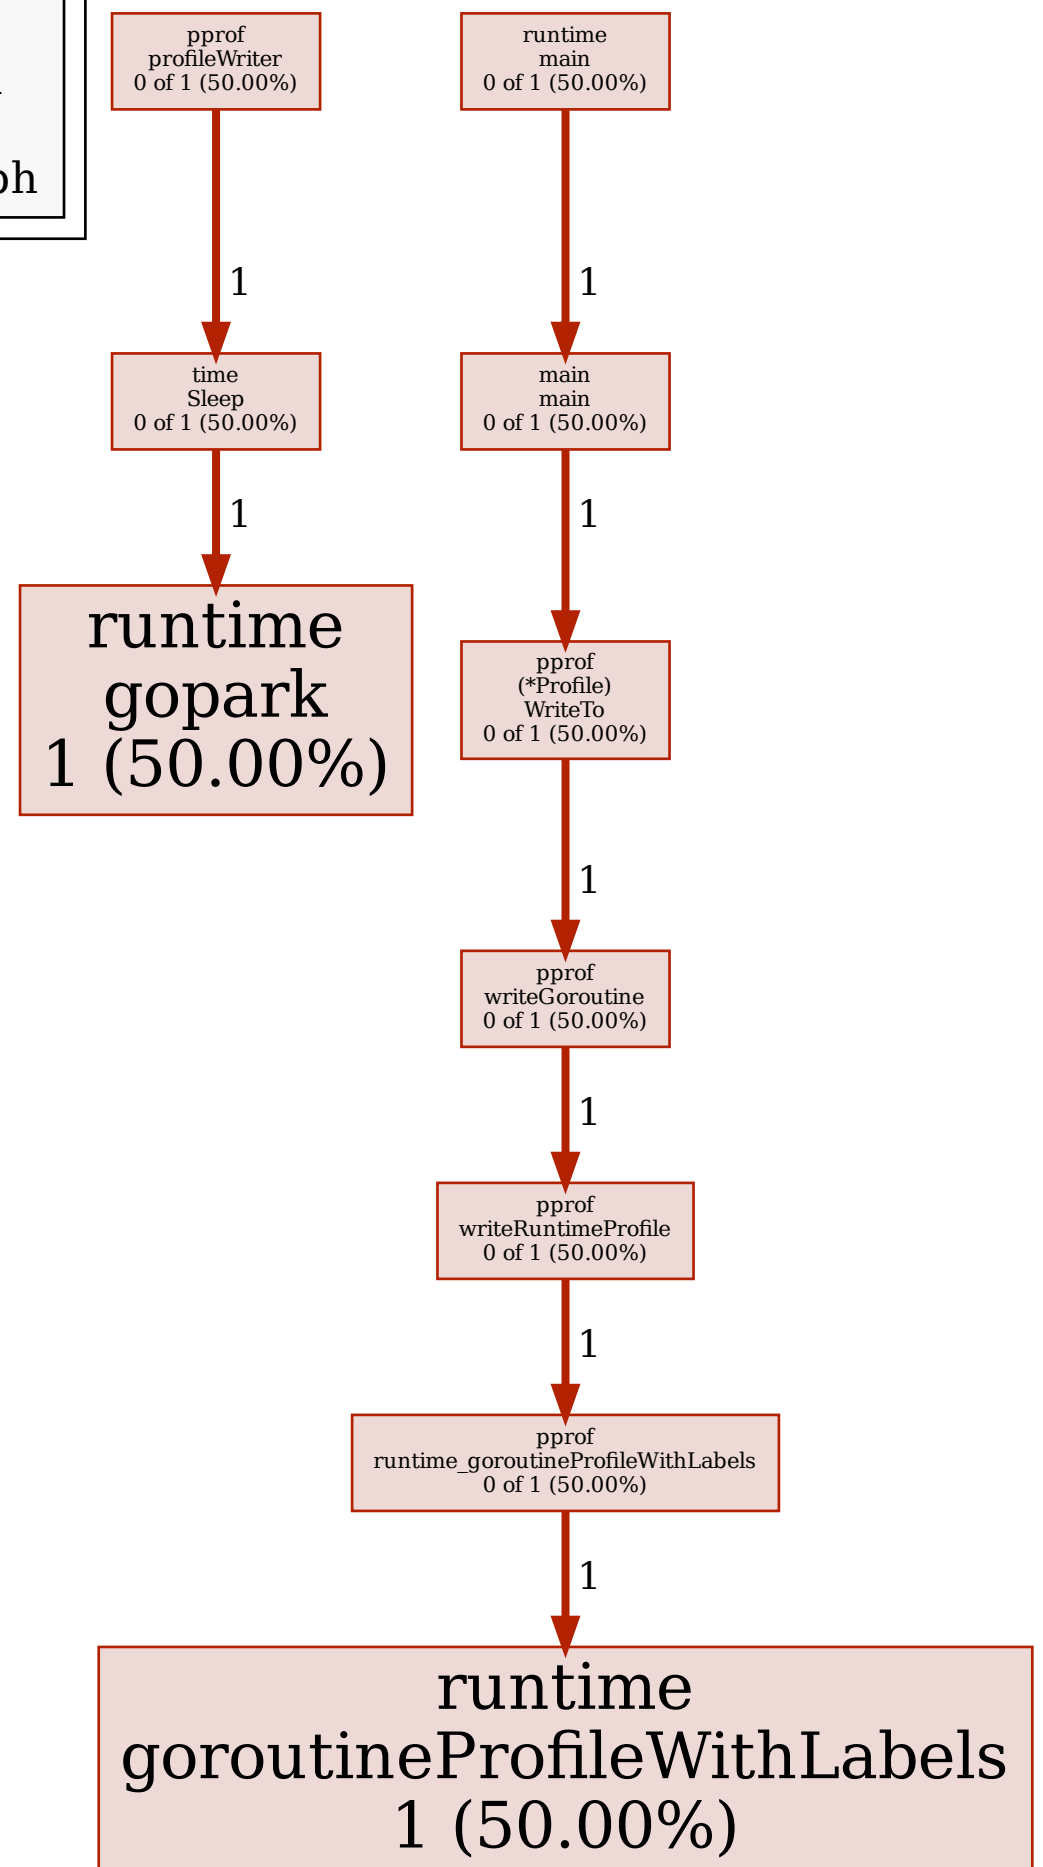 pprof
profileWriter
0 of 1 (50.00%)
1
time
Sleep
0 of 1 (50.00%)
1
runtime
gopark
1 (50.00%)
runtime
main
0 of 1 (50.00%)
1
main
main
0 of 1 (50.00%)
1
pprof
(*Profile)
WriteTo
0 of 1 (50.00%)
1
pprof
writeGoroutine
0 of 1 (50.00%)
1
pprof
writeRuntimeProfile
0 of 1 (50.00%)
1
pprof
runtime_goroutineProfileWithLabels
0 of 1 (50.00%)
1
runtime
goroutineProfileWithLabels
1 (50.00%)